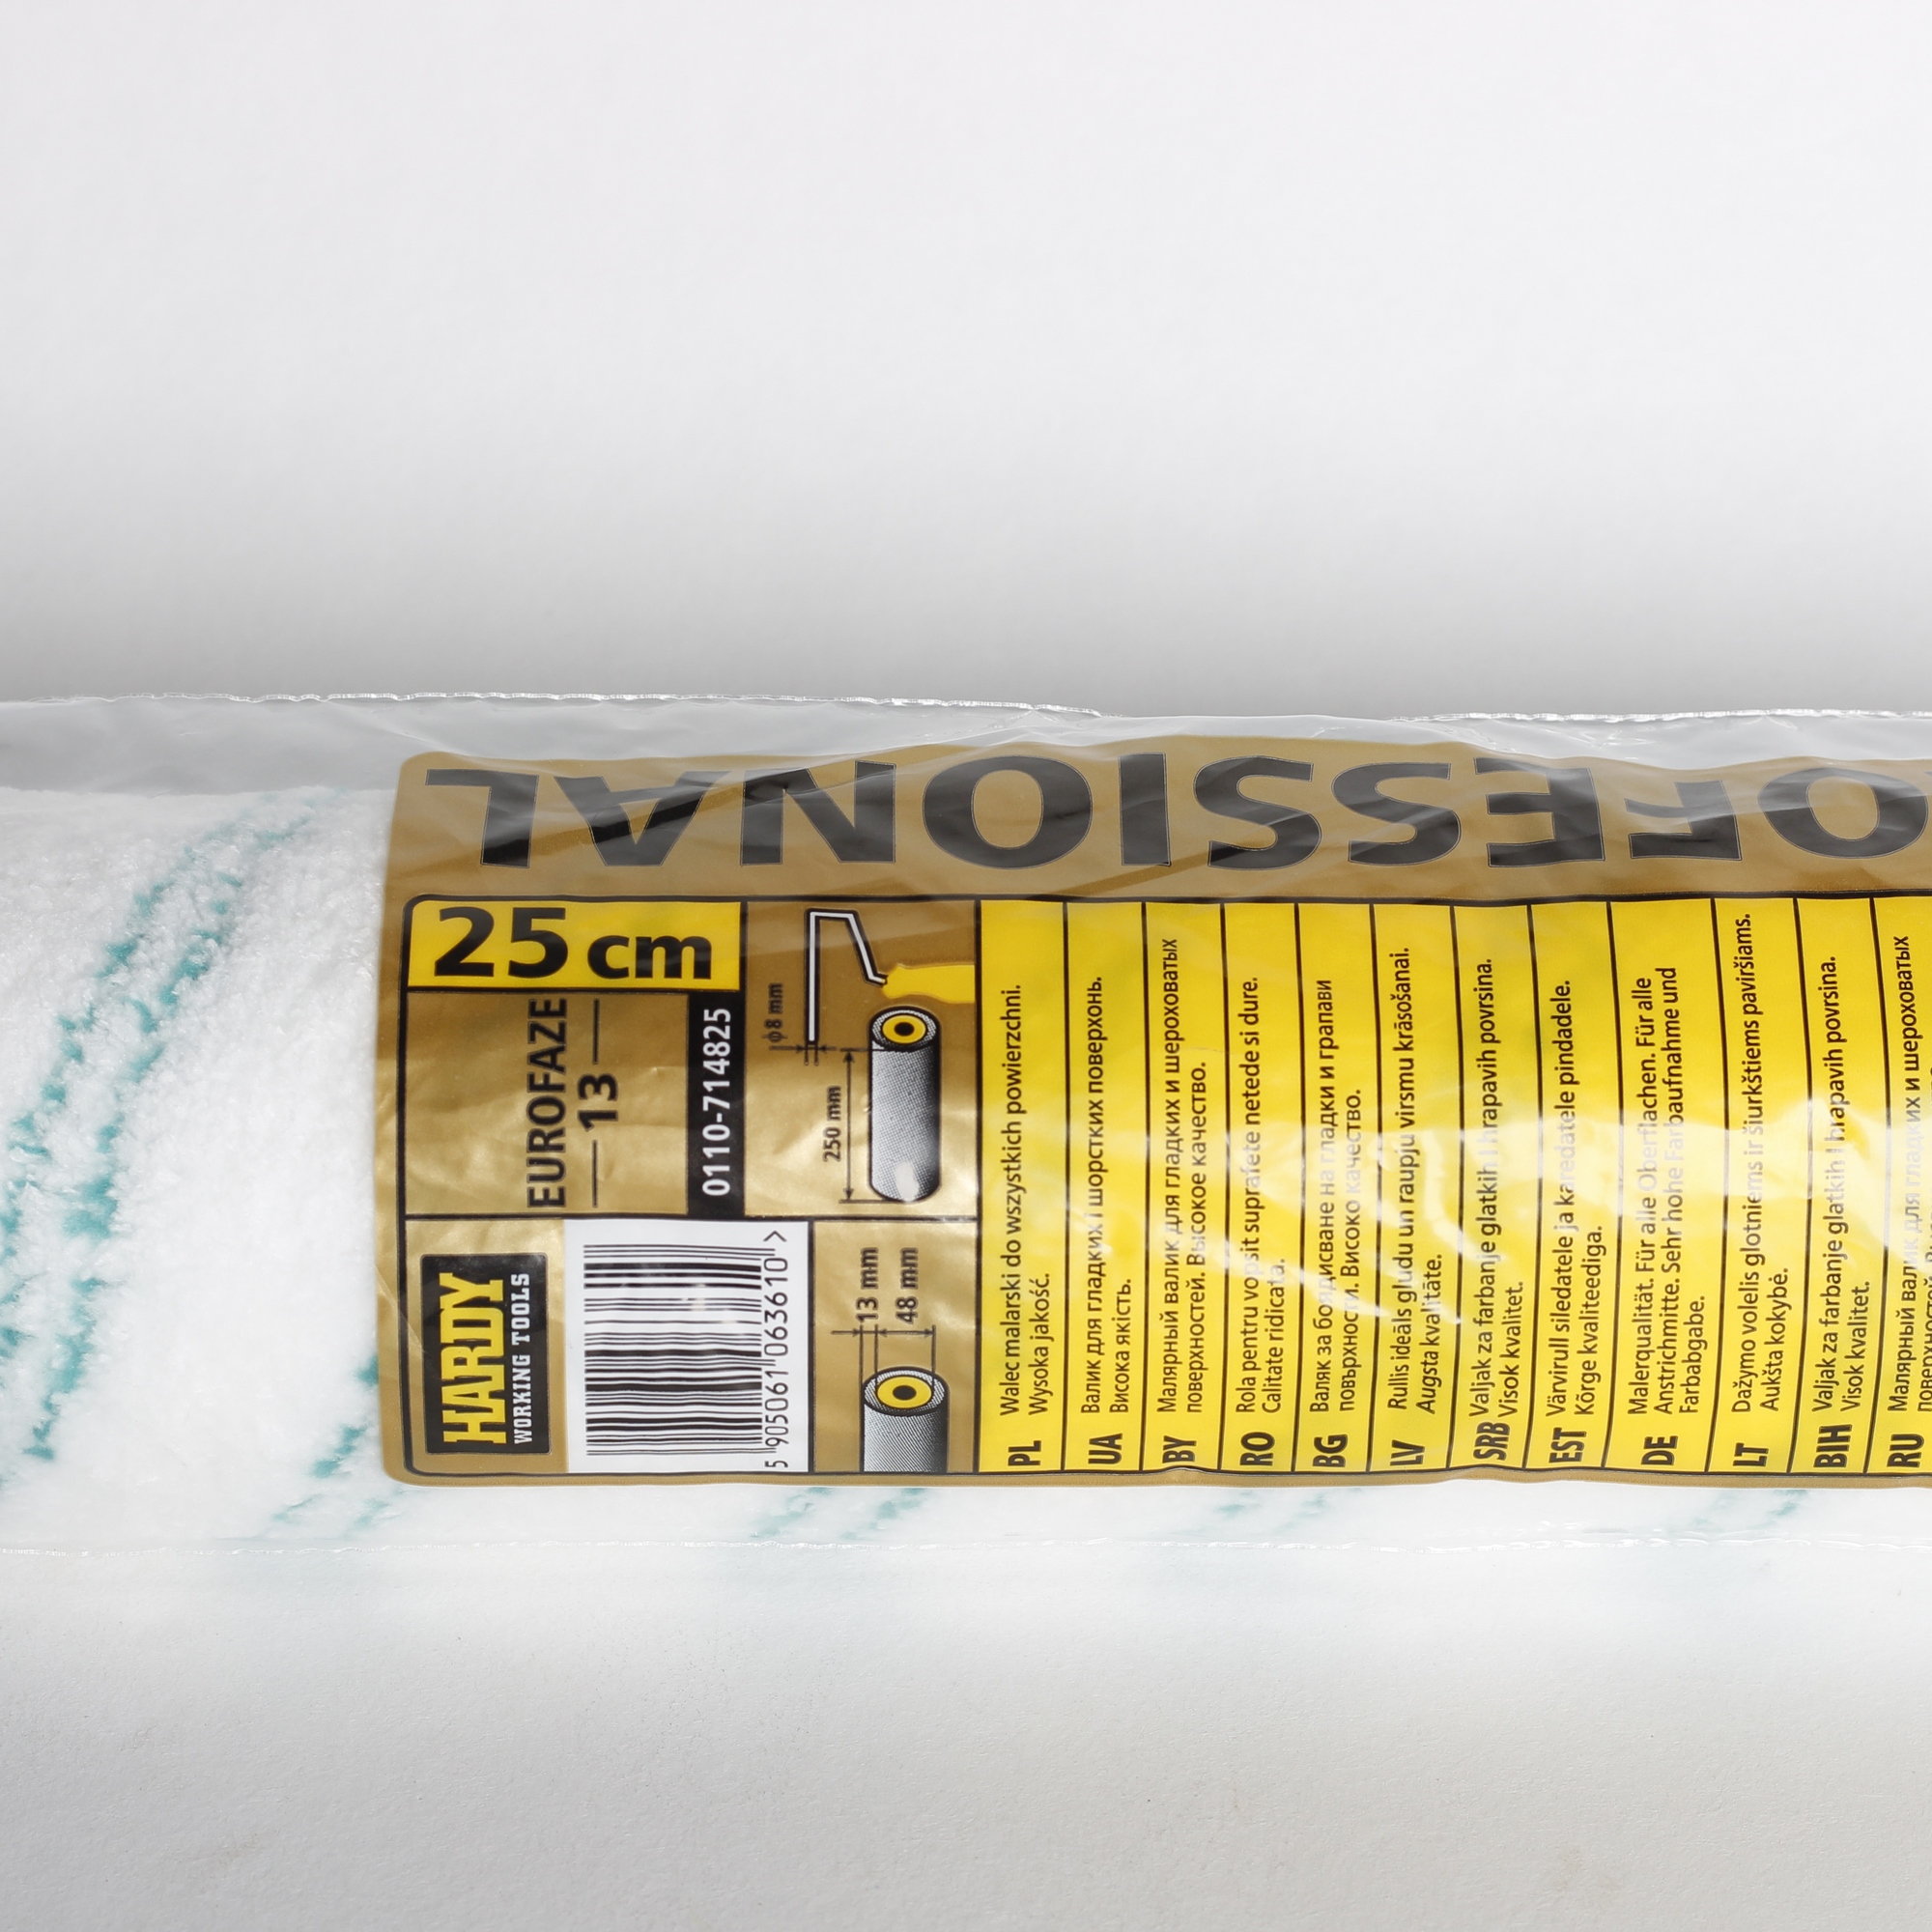 OFESSIONAL
25 cm
EUROFAZE
13
0110-714825
ф8 mm
250 mm
HARDY
WORKING TOOLS
5 905061 063610 >
13 mm
48 mm
PL Walec malarski do wszystkich powierzchni.
Wysoka jakość.
UA Валик для гладких і шорстких поверхонь.
Висока якість.
BY Малярный валик для гладких и шероховатых
поверхностей. Высокое качество.
RO Rola pentru vopsit suprafete netede si dure.
Calitate ridicata.
BG Валяк за боядисване на гладки и грапави
повърхности. Високо качество.
LV Rullis ideāls gludu un raupju virsmu krāsošanai.
Augsta kvalitāte.
SRB Valjak za farbanje glatkih I hrapavih povrsina.
Visok kvalitet.
EST Värvirull siledatele ja karedatele pindadele.
Kõrge kvaliteediga.
DE Malerqualität. Für alle Oberflachen. Für alle
Anstrichmitte. Sehr hohe Farbaufnahme und
Farbabgabe.
LT Dažymo volelis glotniems ir šiurkštiems paviršiams.
Aukšta kokybė.
BIH Valjak za farbanje glatkih I hrapavih povrsina.
Visok kvalitet.
RU Малярный валик для гладких и шероховатых